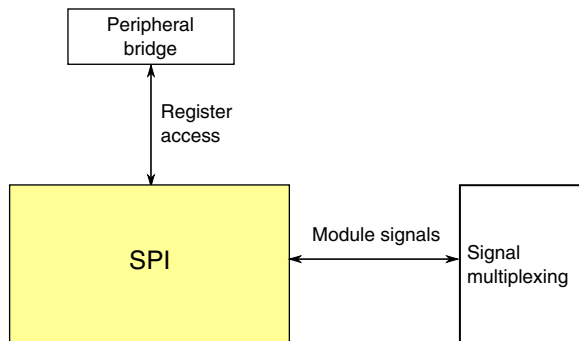 Peripheral
bridge
Register
access
SPI
Module signals
Signal
multiplexing